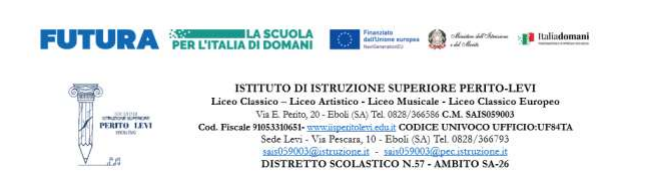 FUTURA
LA SCUOLA
PER L'ITALIA DI DOMANI
Finanziato
dall'Unione europea
NextGenerationEU
Ministero dell'Istruzione
e del Merito
Italiadomani
ISTITUTO DI ISTRUZIONE SUPERIORE PERITO-LEVI
Liceo Classico – Liceo Artistico - Liceo Musicale - Liceo Classico Europeo
Via E. Perito, 20 - Eboli (SA) Tel. 0828/366586 C.M. SAIS059003
Cod. Fiscale 91053310651- www.iisperitolevi.edu.it CODICE UNIVOCO UFFICIO:UF84TA
Sede Levi - Via Pescara, 10 - Eboli (SA) Tel. 0828/366793
sais059003@istruzione.it - sais059003@pec.istruzione.it
DISTRETTO SCOLASTICO N.57 - AMBITO SA-26
ISTRUZIONE SUPERIORE
PERITO LEVI